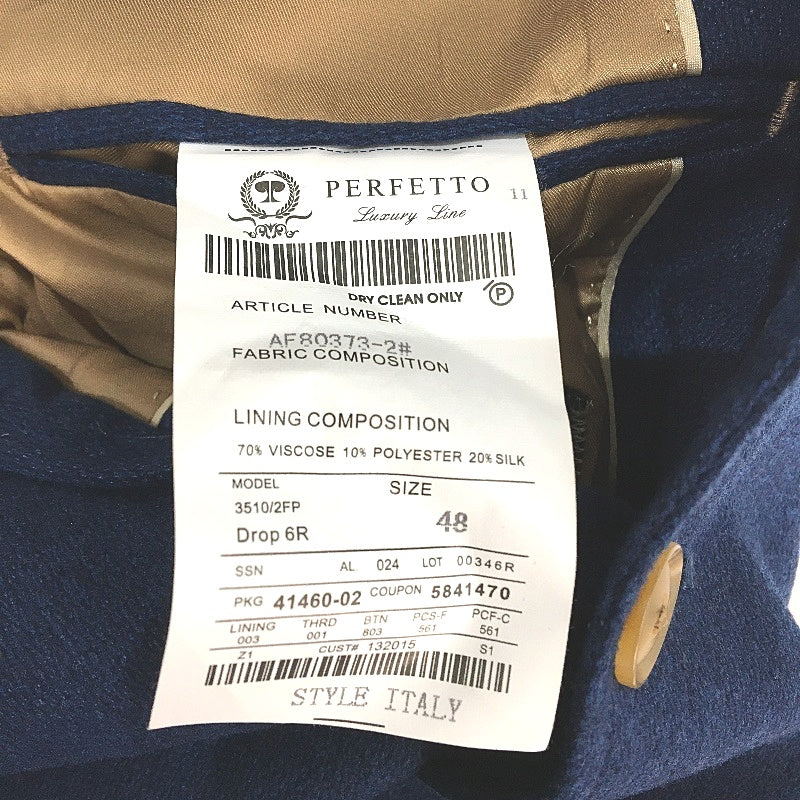 PERFETTO
11
Luxury Line
DRY CLEAN ONLY P
ARTICLE NUMBER
AF80373-2#
FABRIC COMPOSITION
LINING COMPOSITION
70% VISCOSE 10% POLYESTER 20% SILK
MODEL SIZE
3510/2FP
48
Drop 6R
SSN AL 024 LOT 00346R
PKG 41460-02 COUPON 5841470
LINING THRD BTN PCS-F PCF-C
003 001 803 561 561
Z1 CUST# 132015 S1
STYLE ITALY